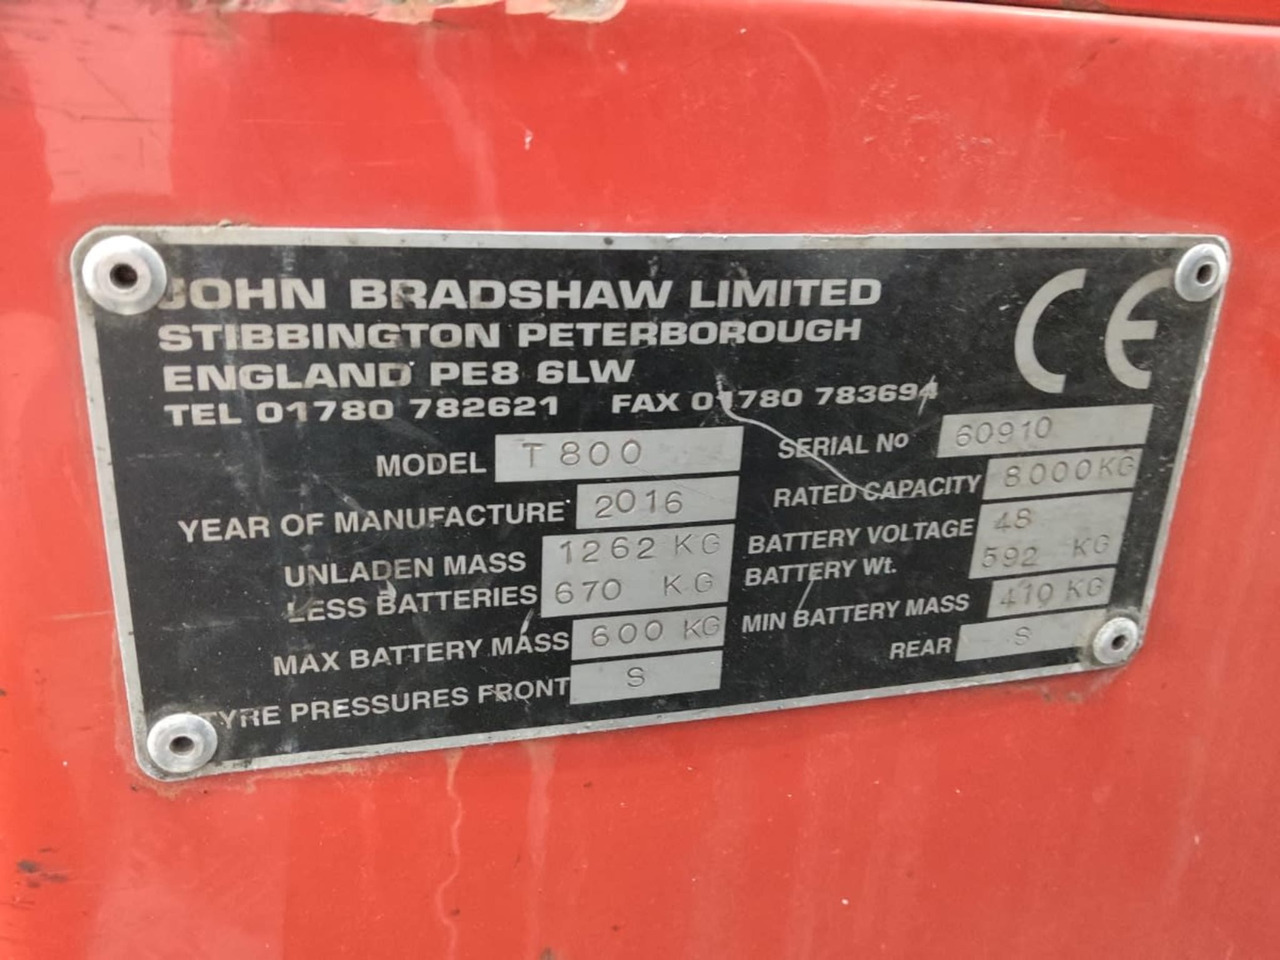 JOHN BRADSHAW LIMITED
STIBBINGTON PETERBOROUGH
ENGLAND PE8 6LW
TEL 01780 782621 FAX 01780 783694
CE
MODEL T 800 SERIAL No 60910
YEAR OF MANUFACTURE 2016 RATED CAPACITY 8000KG
UNLADEN MASS 1262 KG BATTERY VOLTAGE 48
LESS BATTERIES 670 KG BATTERY Wt. 592 KG
MAX BATTERY MASS 600 KG MIN BATTERY MASS 410 KG
TYRE PRESSURES FRONT S REAR S